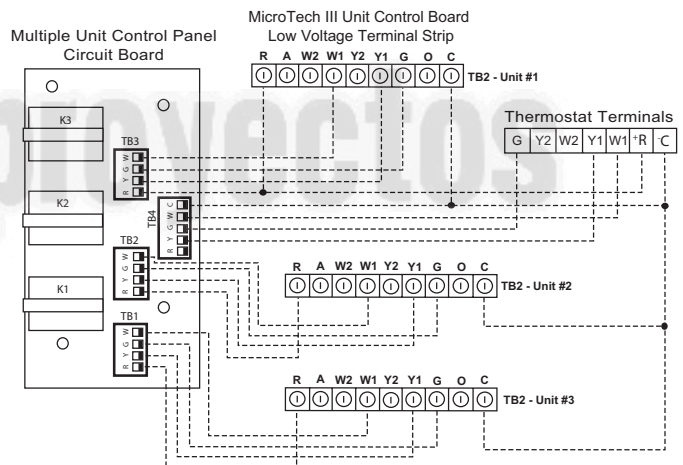 MicroTech III Unit Control Board
Low Voltage Terminal Strip
Multiple Unit Control Panel
Circuit Board
R A W2 W1 Y2 Y1 G O C
TB2 - Unit #1
Thermostat Terminals
G Y2 W2 Y1 W1 +R -C
K3
TB3
W
G
Y
R
K2
TB4
C
W
G
Y
R
TB2
W
G
Y
R
R A W2 W1 Y2 Y1 G O C
TB2 - Unit #2
K1
TB1
W
G
Y
R
R A W2 W1 Y2 Y1 G O C
TB2 - Unit #3
proyectos